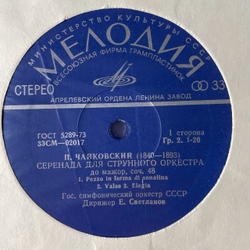 МИНИСТЕРСТВО КУЛЬТУРЫ СССР
МЕЛОДИЯ
ВСЕСОЮЗНАЯ ФИРМА ГРАМПЛАСТИНОК
СТЕРЕО
33
АПРЕЛЕВСКИЙ ОРДЕНА ЛЕНИНА ЗАВОД
ГОСТ 5289-73
33СМ-02017
1 сторона
Гр. 2. 1-20
П. ЧАЙКОВСКИЙ (1840-1893)
СЕРЕНАДА ДЛЯ СТРУННОГО ОРКЕСТРА
до мажор, соч. 48
1. Pezzo in forma di sonatina
2. Valse 3. Elegia
Гос. симфонический оркестр СССР
Дирижер Е. Светланов